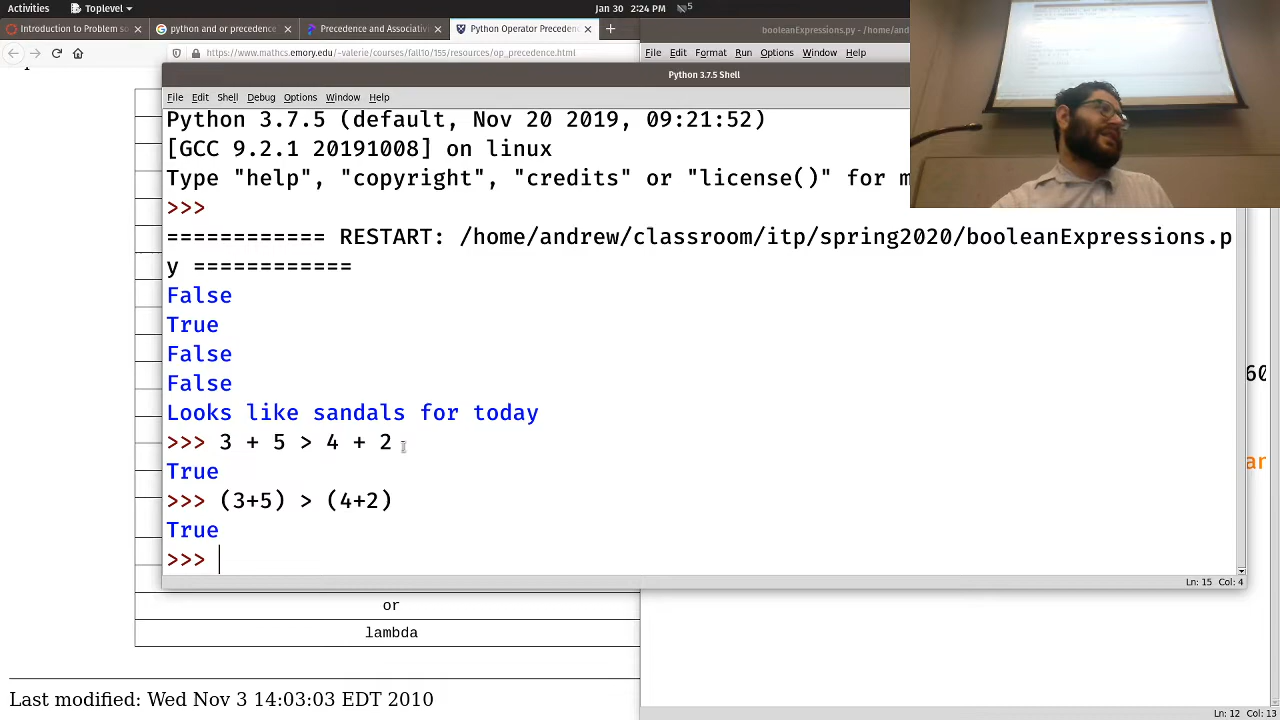 Activities
Toplevel
Jan 30 2:24 PM
5
Introduction to Problem so
python and or precedence
Precedence and Associativ
Python Operator Preceden
booleanExpressions.py - /home/and
https://www.mathcs.emory.edu/~valerie/courses/fall10/155/resources/op_precedence.html
File Edit Format Run Options Window Help
Python 3.7.5 Shell
File Edit Shell Debug Options Window Help
Python 3.7.5 (default, Nov 20 2019, 09:21:52)
[GCC 9.2.1 20191008] on linux
Type "help", "copyright", "credits" or "license()" for m
>>>
============ RESTART: /home/andrew/classroom/itp/spring2020/booleanExpressions.p
y ============
False
True
False
False
Looks like sandals for today
>>> 3 + 5 > 4 + 2
True
>>> (3+5) > (4+2)
True
>>>
Ln: 15 Col: 4
60
ar
or
lambda
Last modified: Wed Nov 3 14:03:03 EDT 2010
Ln: 12 Col: 13